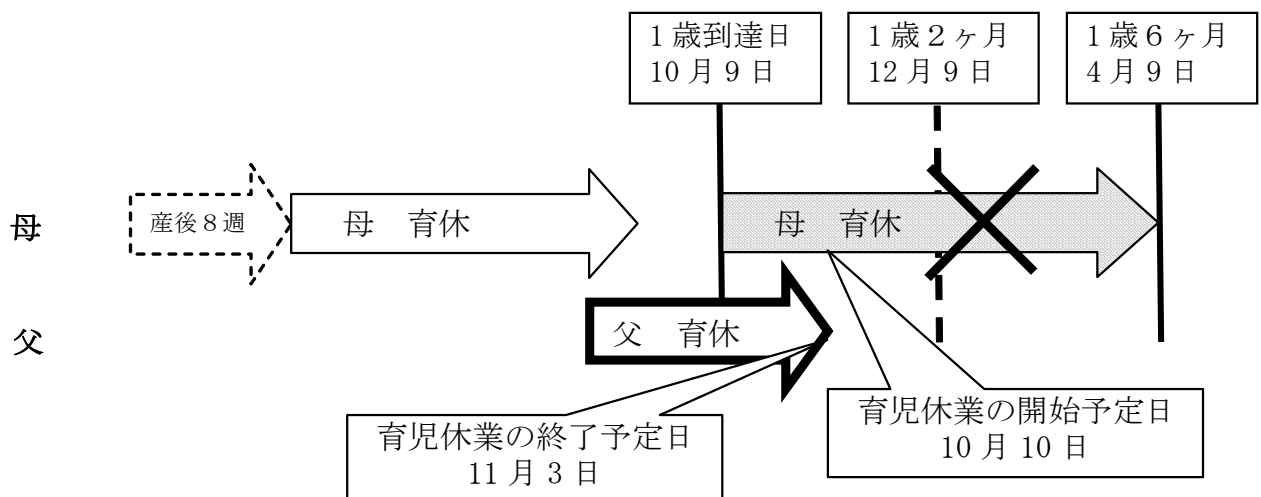 1歳到達日
10月9日
1歳2ヶ月
12月9日
1歳6ヶ月
4月9日
母
産後8週
母 育休
母 育休
父
父 育休
育児休業の終了予定日
11月3日
育児休業の開始予定日
10月10日